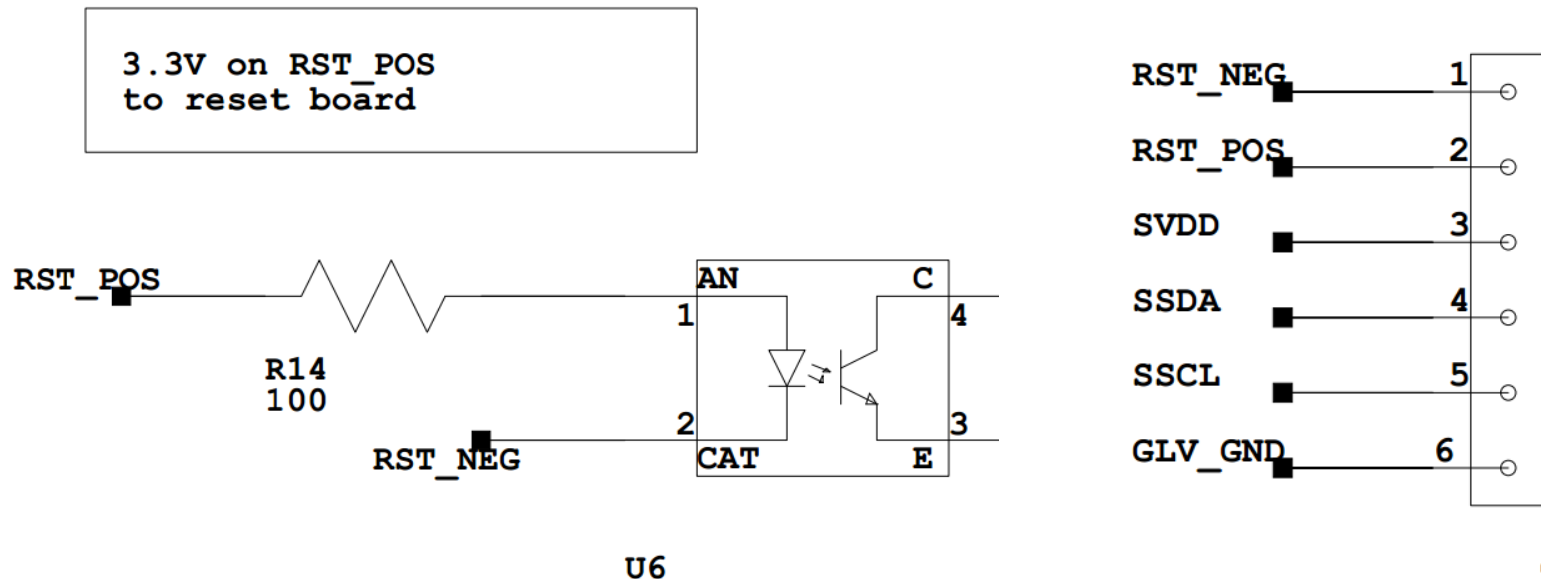 3.3V on RST_POS
to reset board
RST_POS
R14
100
RST_NEG
AN
C
1
4
2
3
CAT
E
U6
RST_NEG
1
RST_POS
2
SVDD
3
SSDA
4
SSCL
5
GLV_GND
6